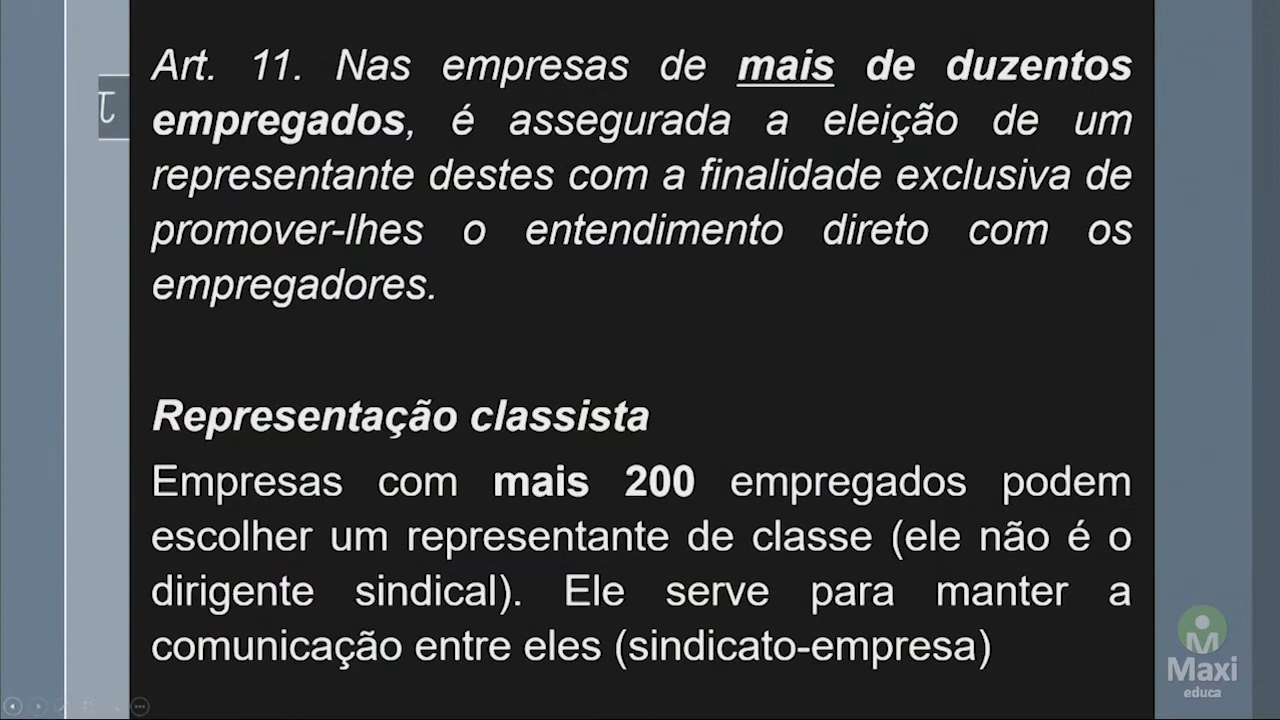 Art. 11. Nas empresas de mais de duzentos
empregados, é assegurada a eleição de um
representante destes com a finalidade exclusiva de
promover-lhes o entendimento direto com os
empregadores.
Representação classista
Empresas com mais 200 empregados podem
escolher um representante de classe (ele não é o
dirigente sindical). Ele serve para manter a
comunicação entre eles (sindicato-empresa)
Maxi
educa